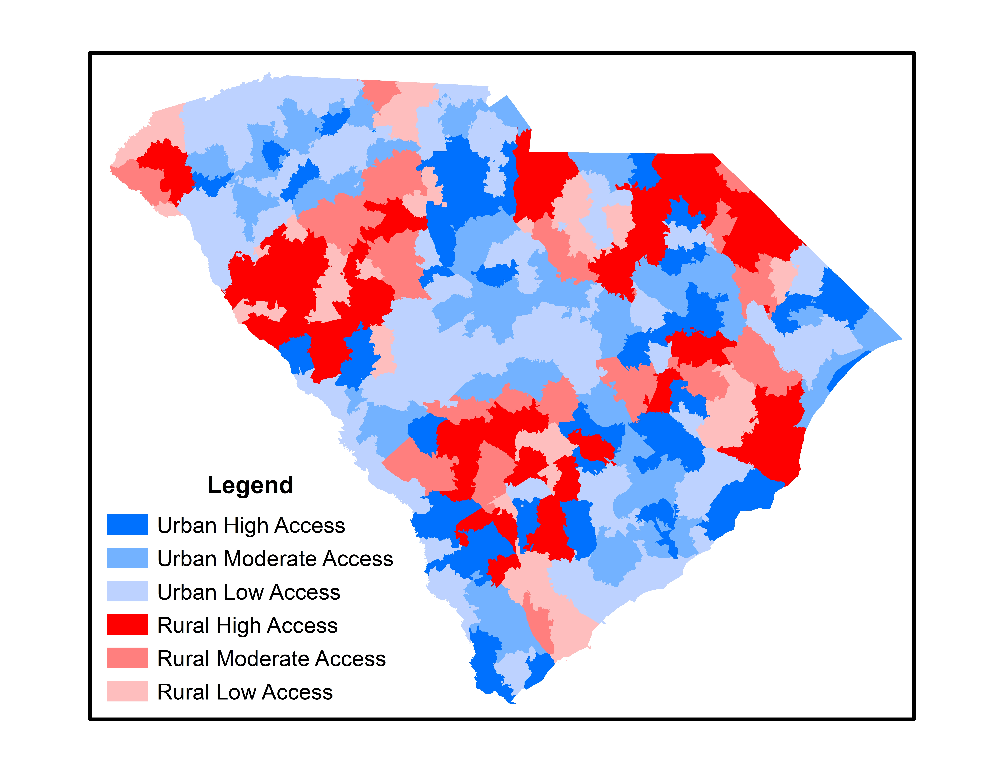 Legend
Urban High Access
Urban Moderate Access
Urban Low Access
Rural High Access
Rural Moderate Access
Rural Low Access